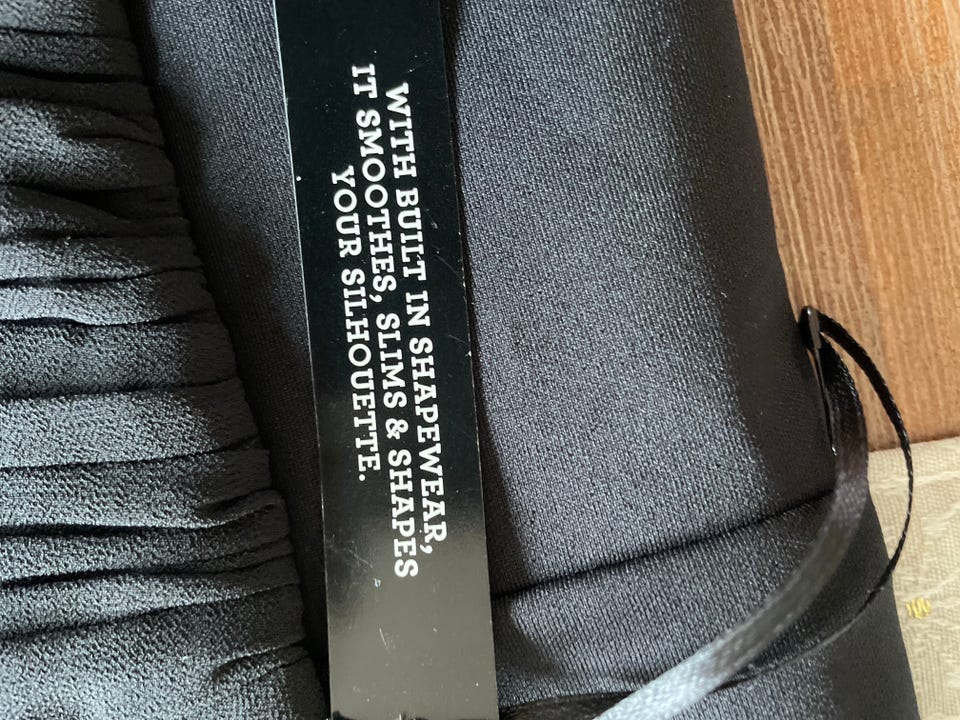 WITH BUILT IN SHAPEWEAR,
IT SMOOTHES, SLIMS & SHAPES
YOUR SILHOUETTE.